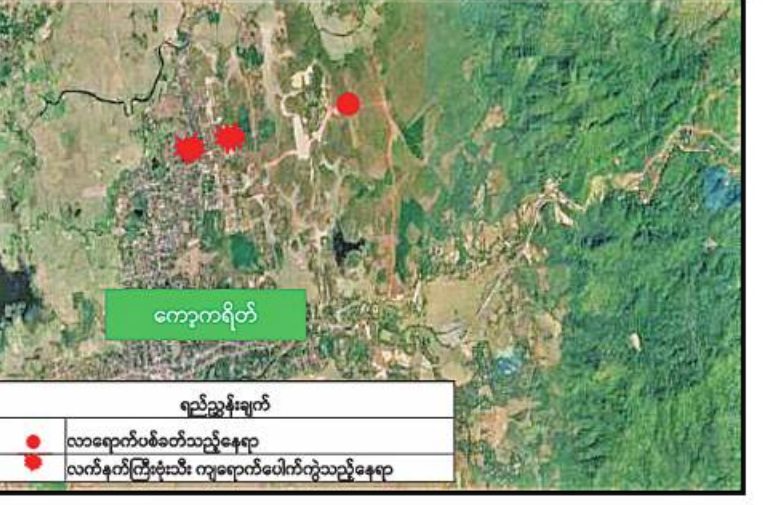 ကော့ကရိတ်
ရည်ညွှန်းချက်
လာရောက်ပစ်ခတ်သည့်နေရာ
လက်နက်ကြီးဗုံးသီး ကျရောက်ပေါက်ကွဲသည့်နေရာ